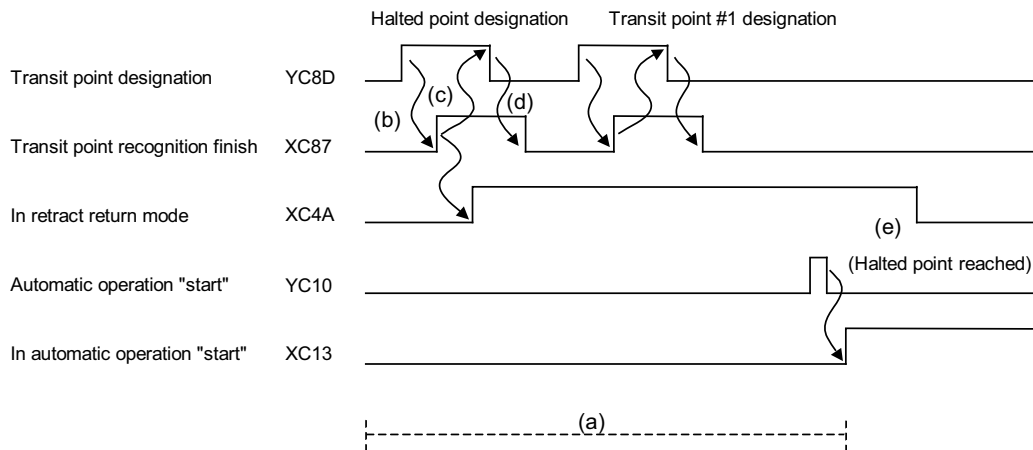 Halted point designation Transit point #1 designation
Transit point designation YC8D
(c) (d)
(b)
Transit point recognition finish XC87
In retract return mode XC4A
(e)
(Halted point reached)
Automatic operation "start" YC10
In automatic operation "start" XC13
(a)